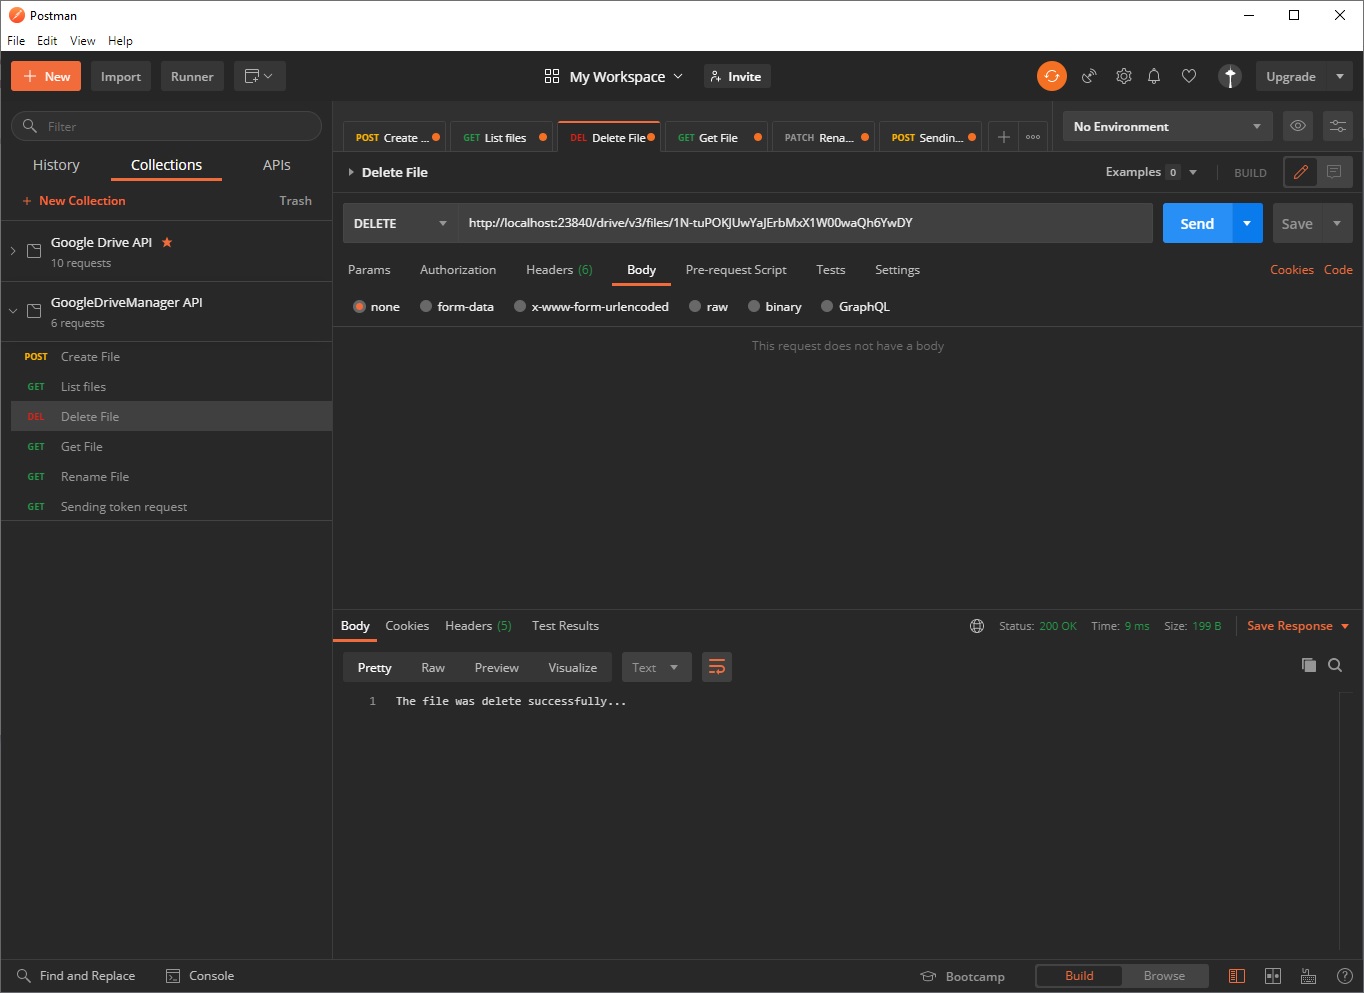 Postman
File Edit View Help
New Import Runner My Workspace Invite Upgrade
Filter
History Collections APIs
New Collection Trash
Google Drive API
10 requests
GoogleDriveManager API
6 requests
POST Create File
GET List files
DEL Delete File
GET Get File
GET Rename File
GET Sending token request
POST Create ... GET List files DEL Delete File GET Get File PATCH Rena... POST Sendin... No Environment
Delete File Examples 0 BUILD
DELETE http://localhost:23840/drive/v3/files/1N-tuPOKJUwYaJErbMxX1W00waQh6YwDY Send Save
Params Authorization Headers (6) Body Pre-request Script Tests Settings Cookies Code
none form-data x-www-form-urlencoded raw binary GraphQL
This request does not have a body
Body Cookies Headers (5) Test Results Status: 200 OK Time: 9 ms Size: 199 B Save Response
Pretty Raw Preview Visualize Text
1 The file was delete successfully...
Find and Replace Console Bootcamp Build Browse